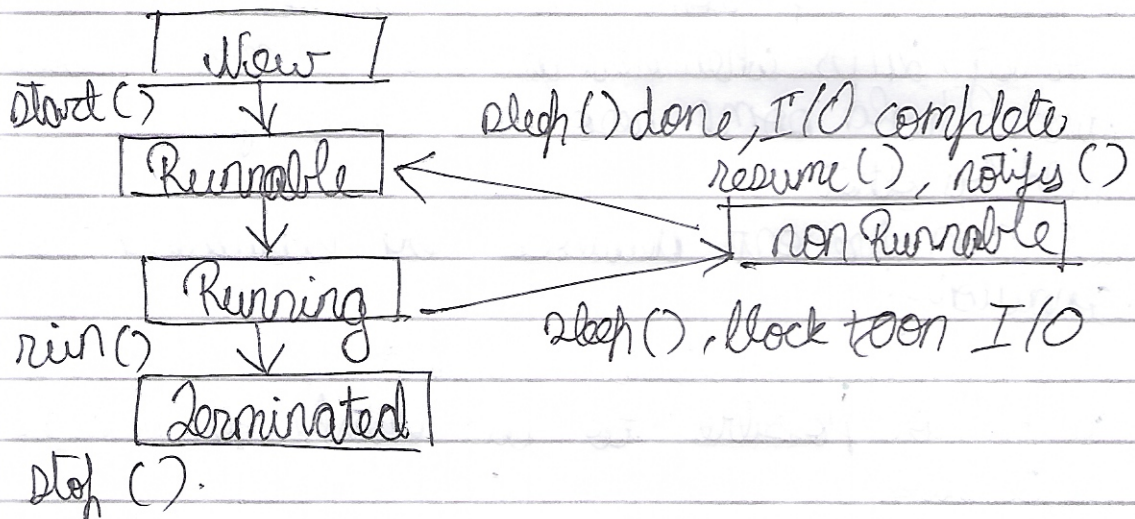 New
start()
sleep() done, I/O complete
Runnable
resume(), notify()
non Runnable
Running
sleep(), block on I/O
run()
Terminated
stop().